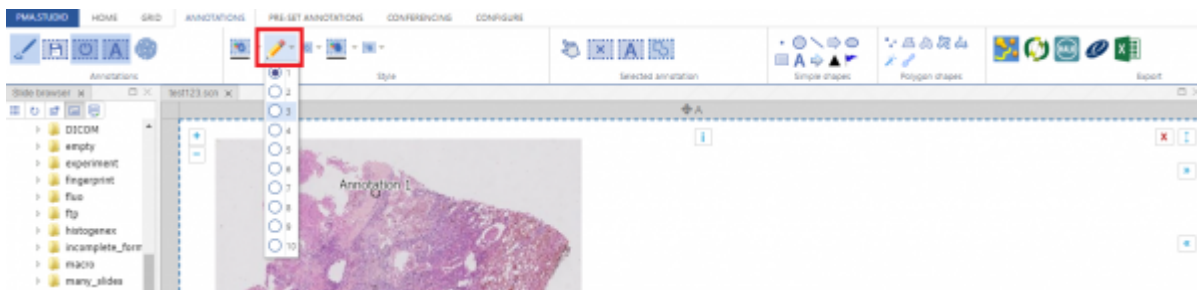 PMA.STUDIO HOME GRID ANNOTATIONS PRE-SET ANNOTATIONS CONFERENCING CONFIGURE
Annotations Style Selected annotation Simple shapes Polygon shapes Export
Slide browser x test123.scn x
A
DICOM
empty
experiment
fingerprint
fluo
ftp
histogenex
incomplete_form
macro
many_slides
1
2
3
4
5
6
7
8
9
10
Annotation 1